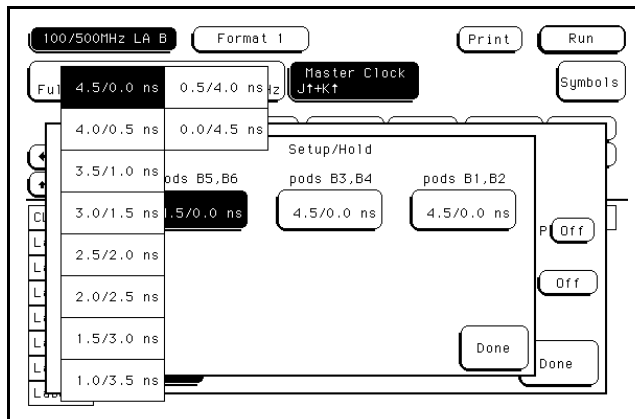 100/500MHz LA B Format 1 Print Run
Master Clock
J↑+K↑
Symbols
4.5/0.0 ns 0.5/4.0 ns
4.0/0.5 ns 0.0/4.5 ns
3.5/1.0 ns
3.0/1.5 ns
2.5/2.0 ns
2.0/2.5 ns
1.5/3.0 ns
1.0/3.5 ns
Setup/Hold
pods B5,B6 pods B3,B4 pods B1,B2
.5/0.0 ns 4.5/0.0 ns 4.5/0.0 ns
Off
Off
Done
Done